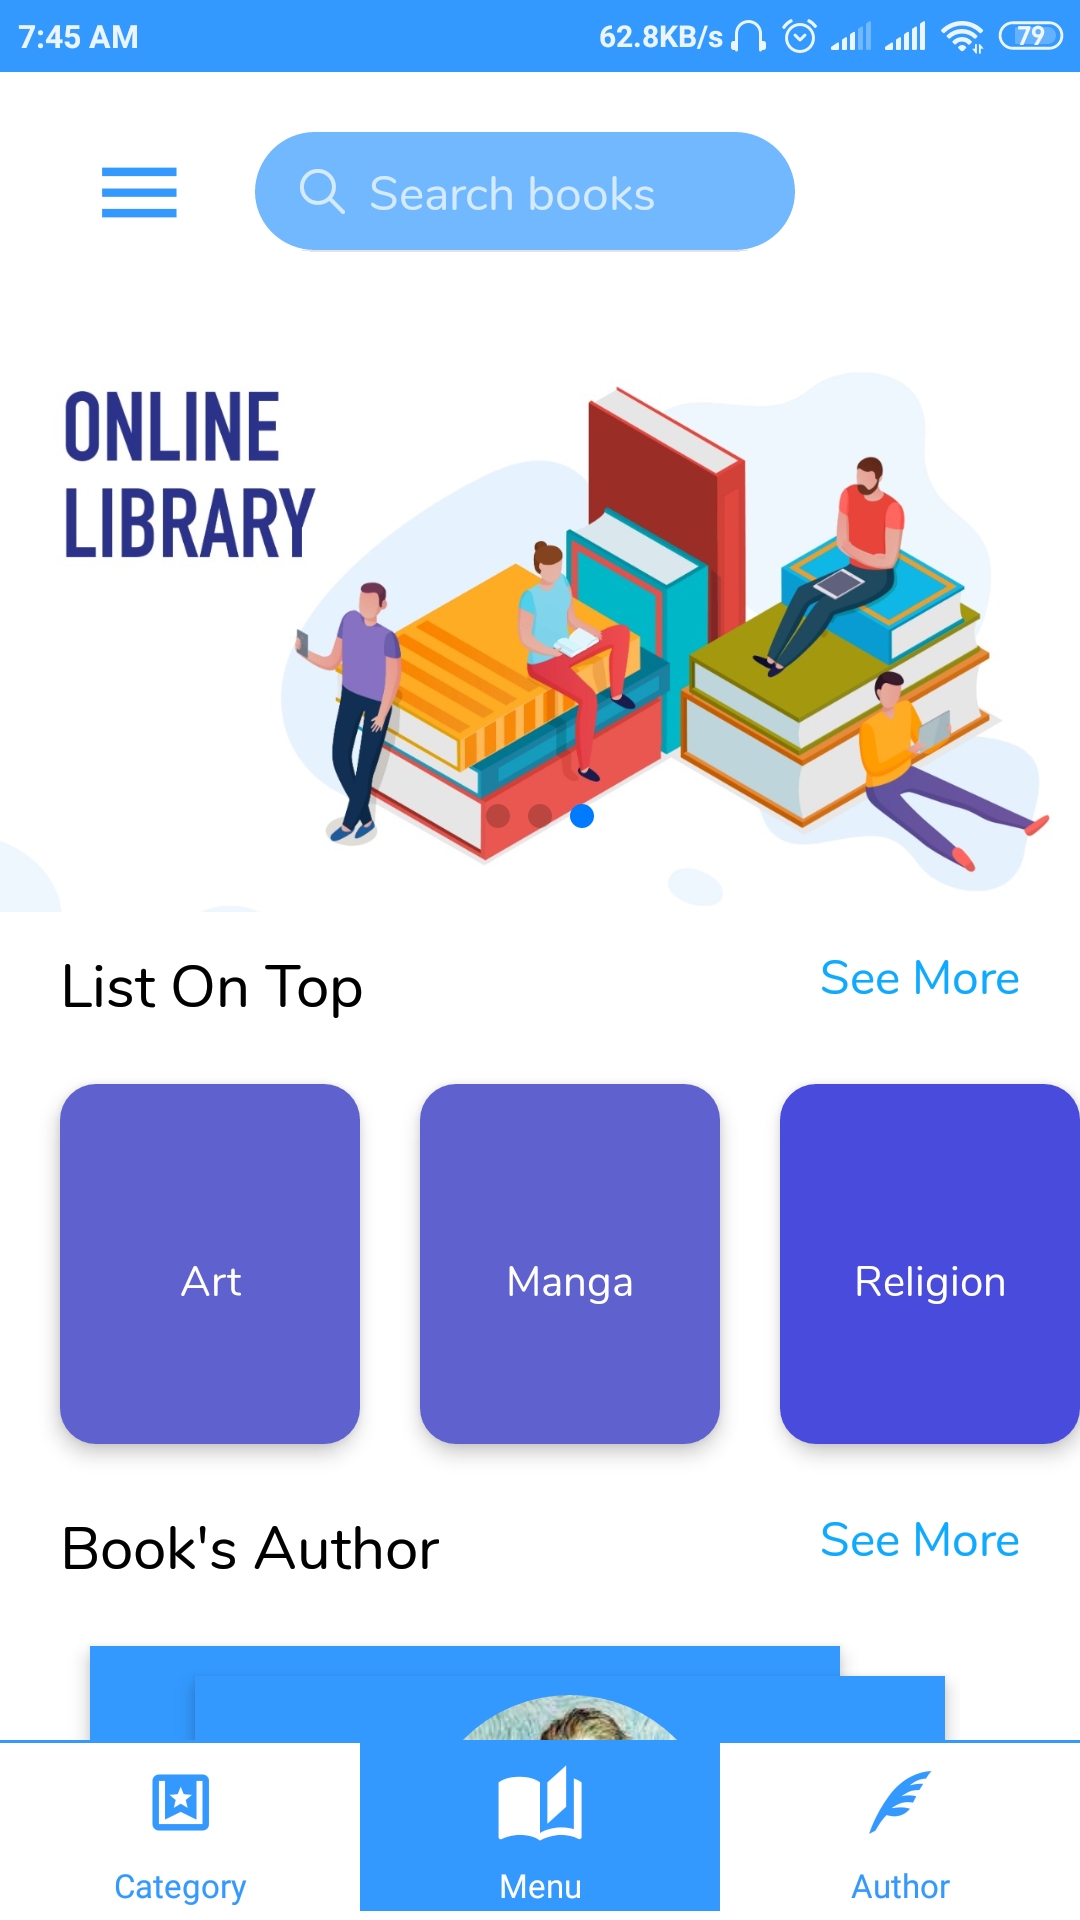 7:45 AM 62.8KB/s 79
Search books
ONLINE
LIBRARY
List On Top See More
Art Manga Religion
Book's Author See More
Category Menu Author